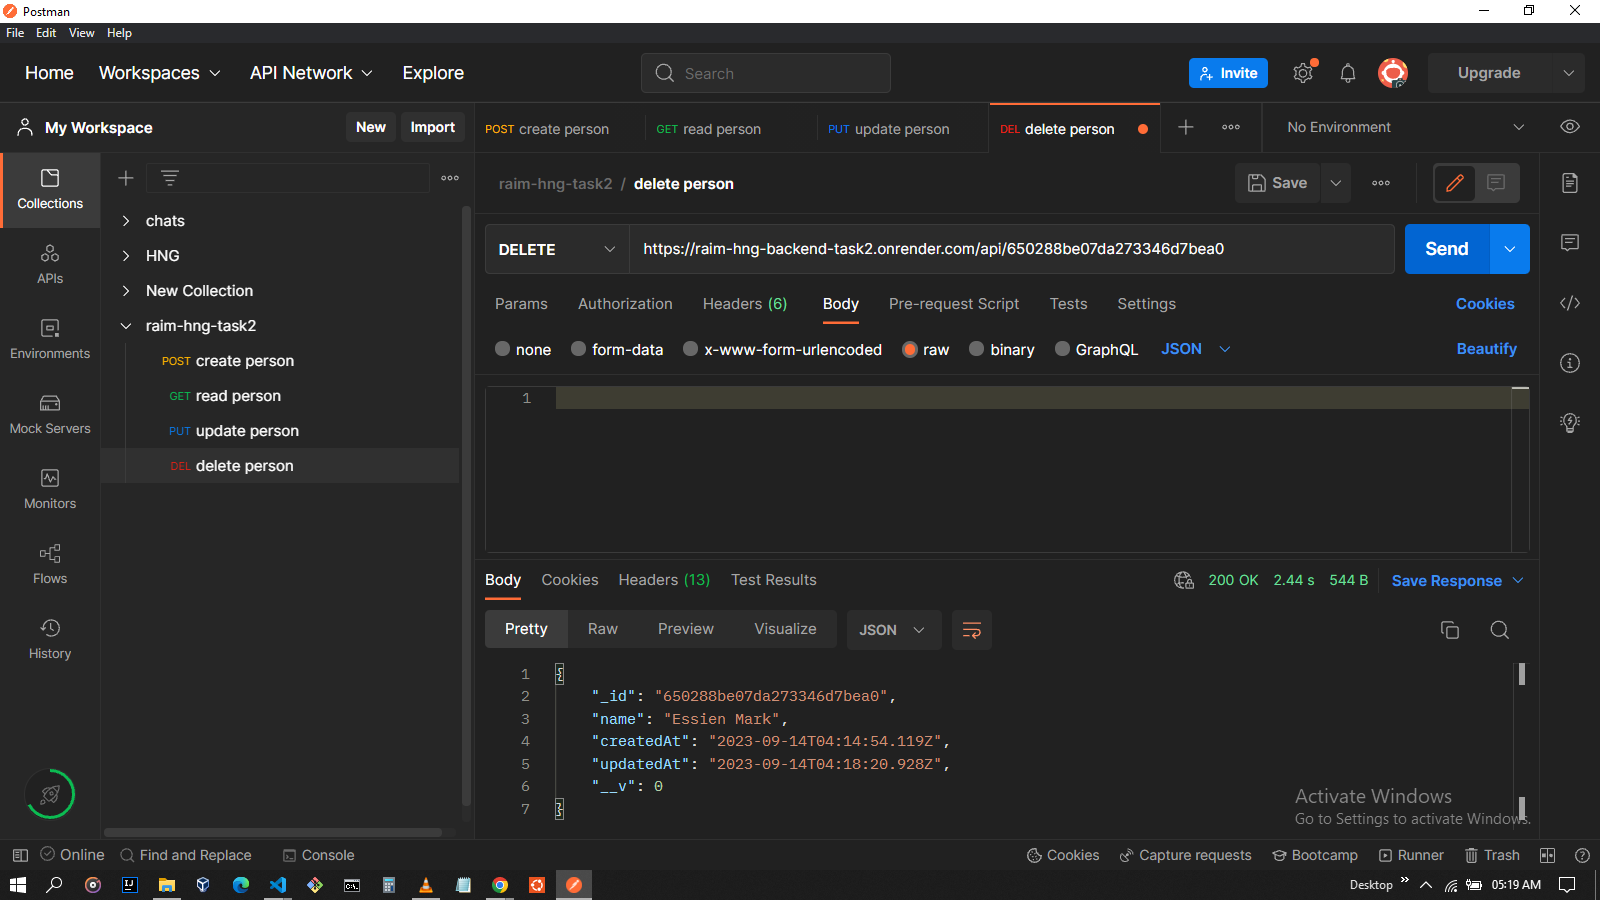 Postman
File Edit View Help
Home Workspaces API Network Explore Search Invite Upgrade
My Workspace New Import
POST create person GET read person PUT update person DEL delete person No Environment
raim-hng-task2 / delete person Save
Collections
APIs
Environments
Mock Servers
Monitors
Flows
History
chats
HNG
New Collection
raim-hng-task2
POST create person
GET read person
PUT update person
DEL delete person
DELETE https://raim-hng-backend-task2.onrender.com/api/650288be07da273346d7bea0 Send
Params Authorization Headers (6) Body Pre-request Script Tests Settings Cookies
none form-data x-www-form-urlencoded raw binary GraphQL JSON Beautify
1
Body Cookies Headers (13) Test Results 200 OK 2.44 s 544 B Save Response
Pretty Raw Preview Visualize JSON
1 {
2 "_id": "650288be07da273346d7bea0",
3 "name": "Essien Mark",
4 "createdAt": "2023-09-14T04:14:54.119Z",
5 "updatedAt": "2023-09-14T04:18:20.928Z",
6 "__v": 0
7 }
Activate Windows
Go to Settings to activate Windows.
Online Find and Replace Console Cookies Capture requests Bootcamp Runner Trash
Desktop 05:19 AM